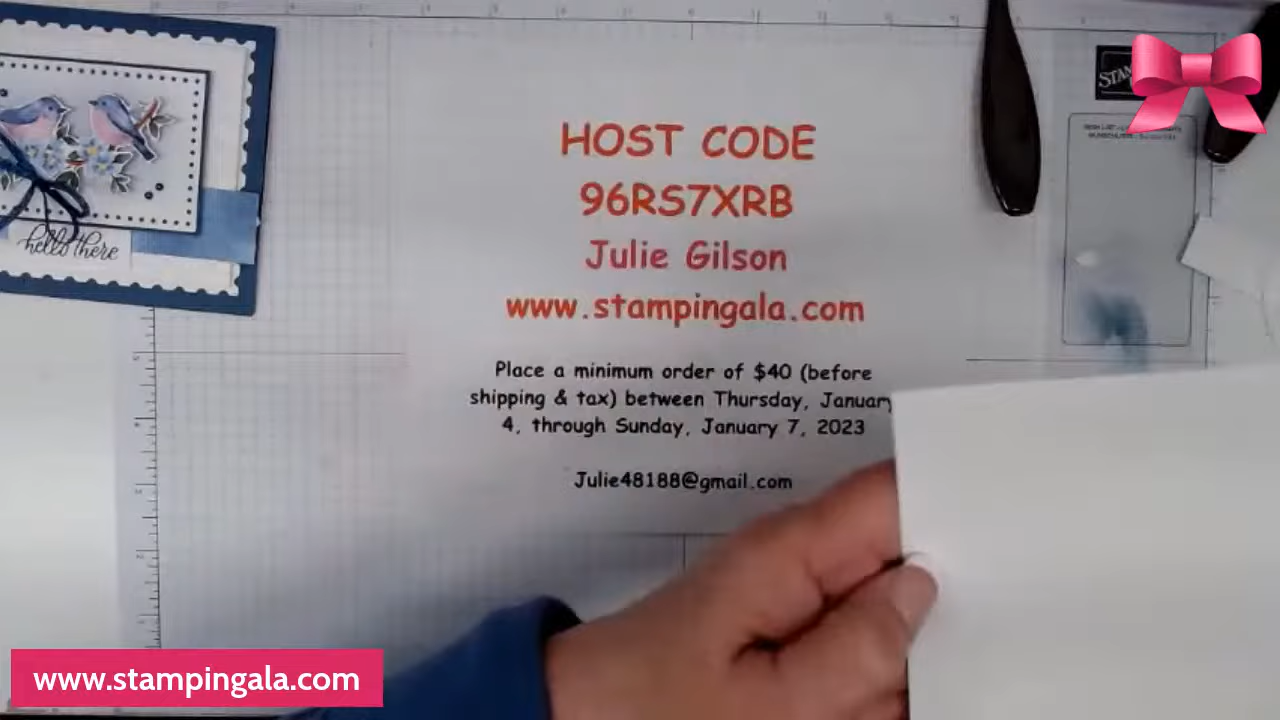 HOST CODE
96RS7XRB
Julie Gilson
www.stampingala.com
Place a minimum order of $40 (before
shipping & tax) between Thursday, January
4, through Sunday, January 7, 2023
Julie48188@gmail.com
hello there
STAM
www.stampingala.com